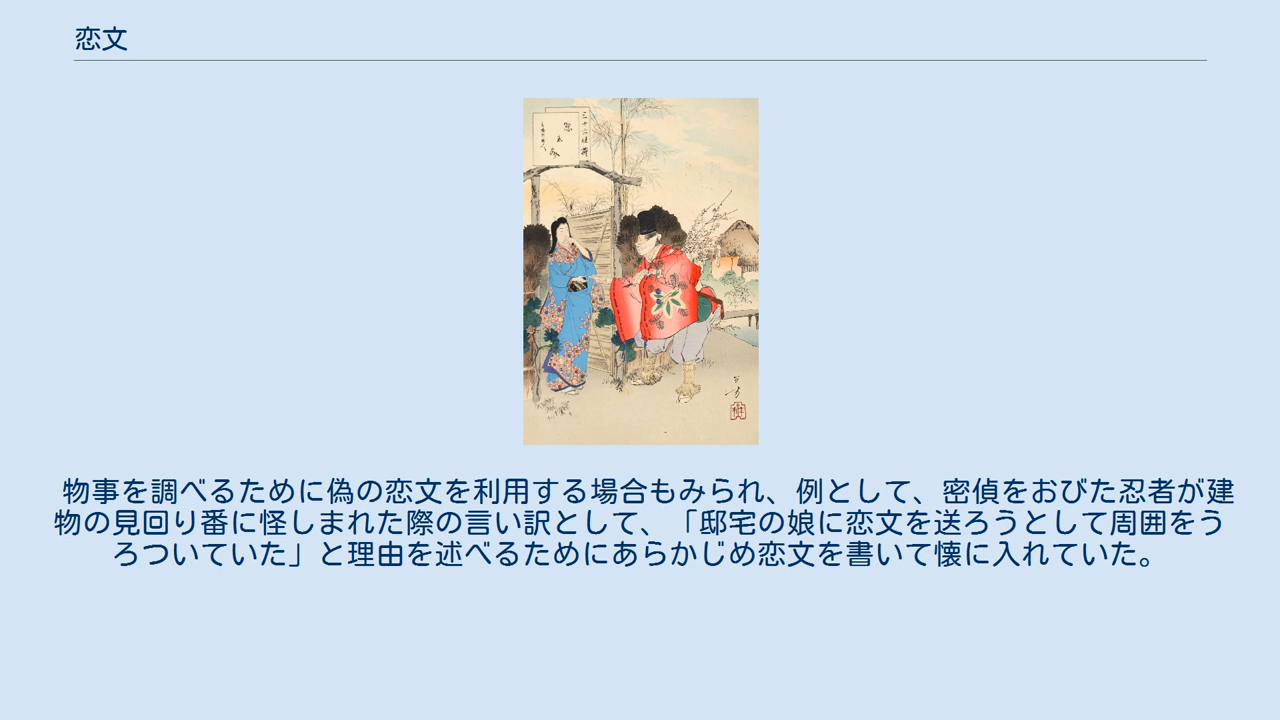 恋文
三十六佳撰
物事を調べるために偽の恋文を利用する場合もみられ、例として、密偵をおびた忍者が建
物の見回り番に怪しまれた際の言い訳として、「邸宅の娘に恋文を送ろうとして周囲をう
ろついていた」と理由を述べるためにあらかじめ恋文を書いて懐に入れていた。